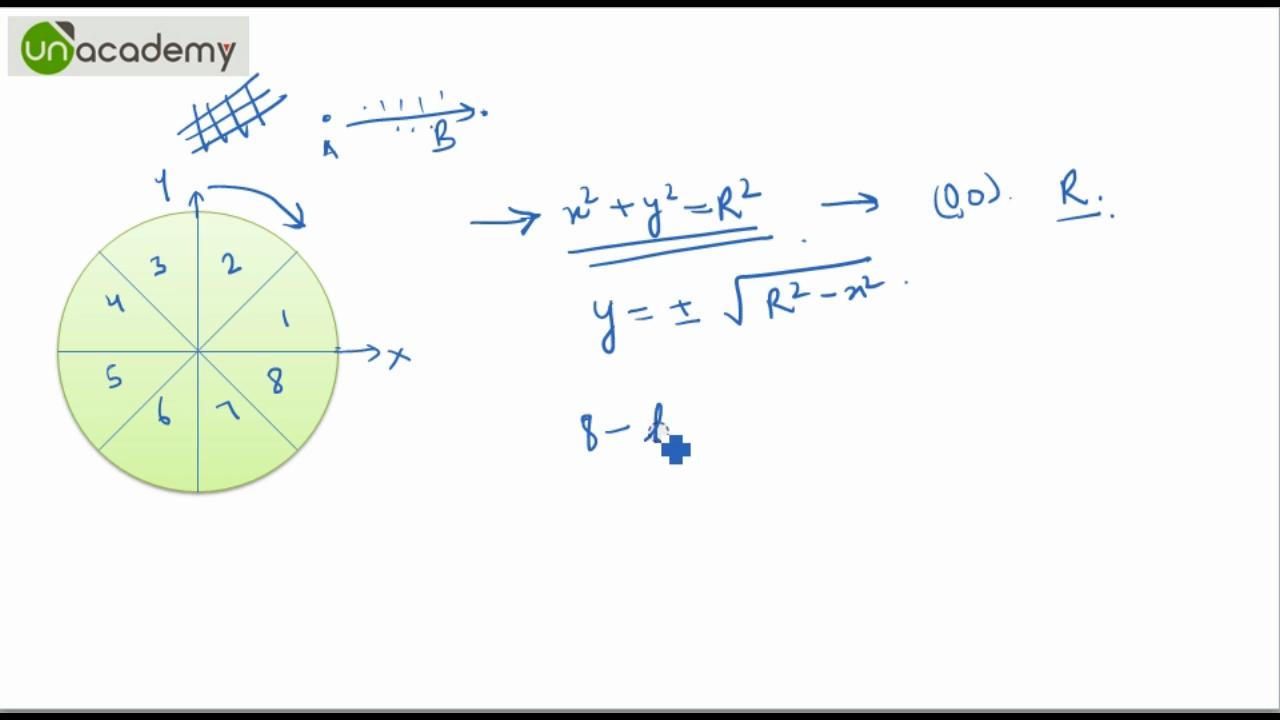 unacademy
A B
Y
x² + y² = R² → (0,0). R.
y = ± √R² - x²
3 2
4 1
X
5 8
6 7
8 -